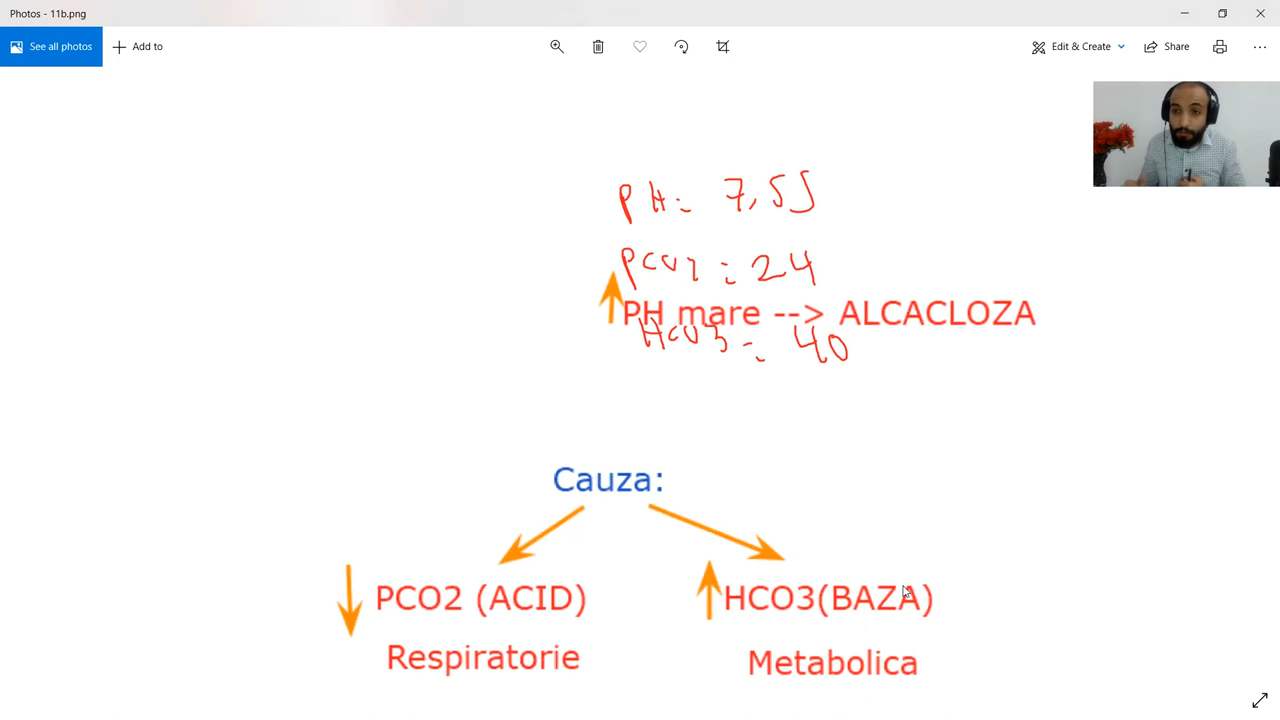 Photos - 11b.png
See all photos
Add to
Edit & Create
Share
PH = 7,55
PCO2 = 24
PH mare --> ALCACLOZA
HCO3 = 40
Cauza:
PCO2 (ACID)
HCO3(BAZA)
Respiratorie
Metabolica